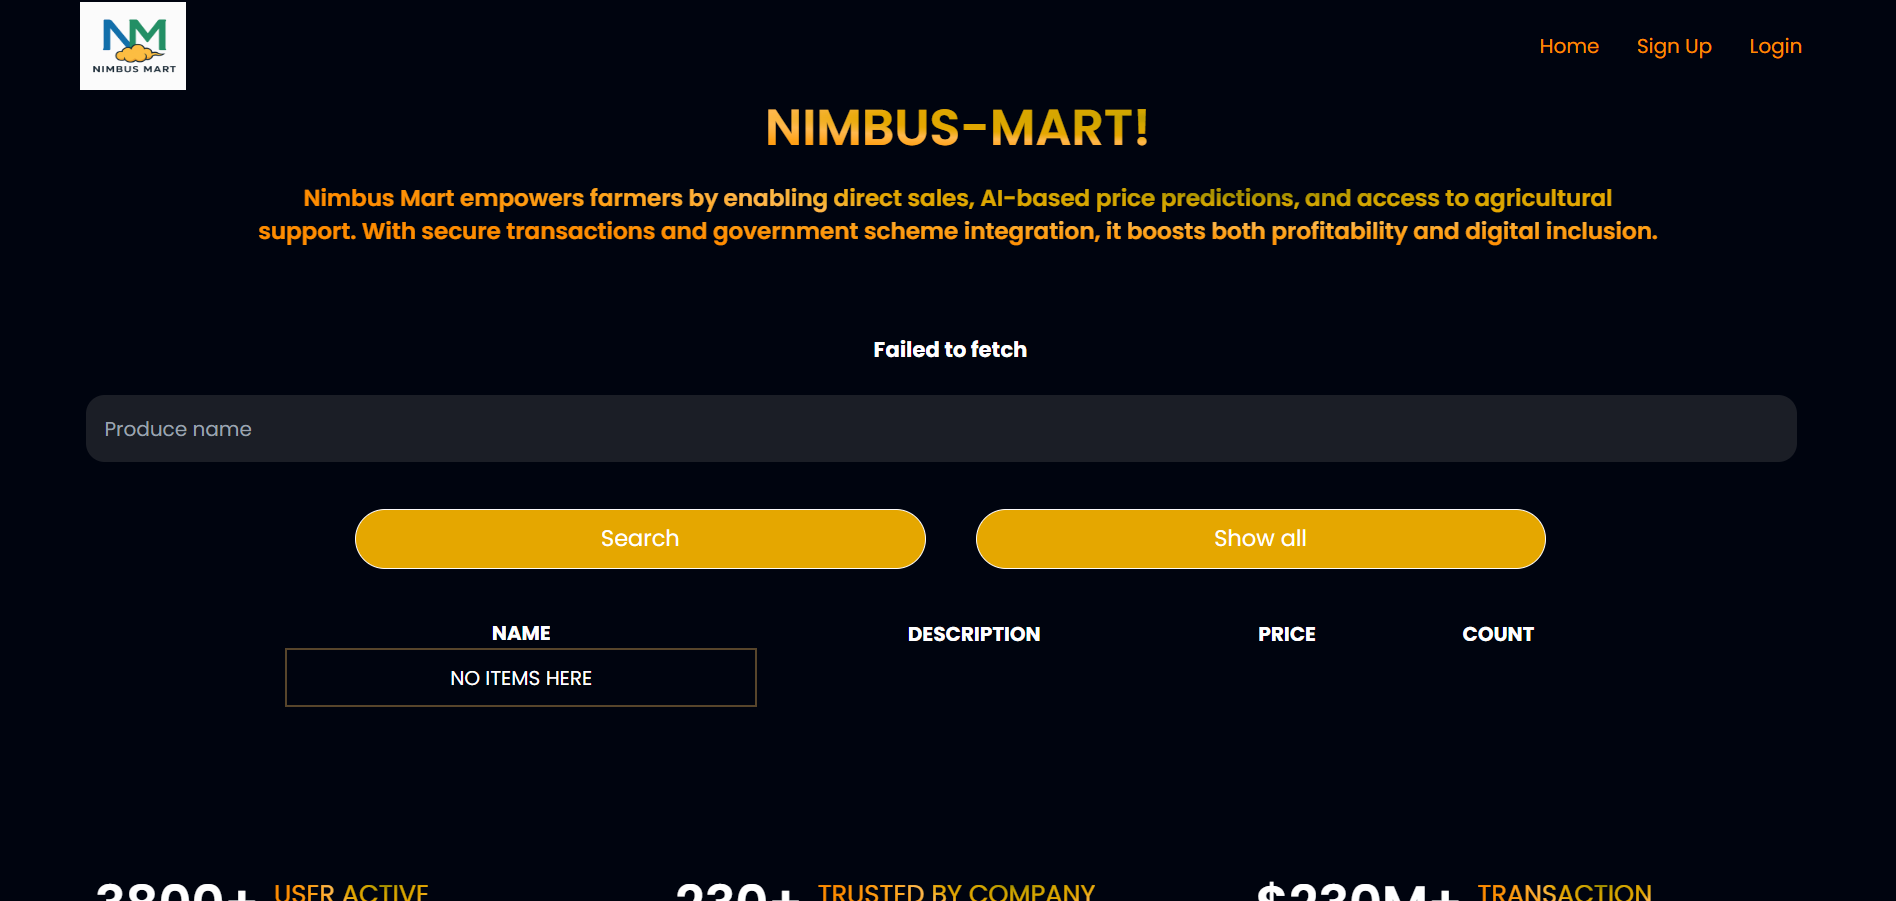 NM
NIMBUS MART
Home Sign Up Login
NIMBUS-MART!
Nimbus Mart empowers farmers by enabling direct sales, AI-based price predictions, and access to agricultural
support. With secure transactions and government scheme integration, it boosts both profitability and digital inclusion.
Failed to fetch
Produce name
Search Show all
NAME DESCRIPTION PRICE COUNT
NO ITEMS HERE
3800+ USER ACTIVE 230+ TRUSTED BY COMPANY $230M+ TRANSACTION